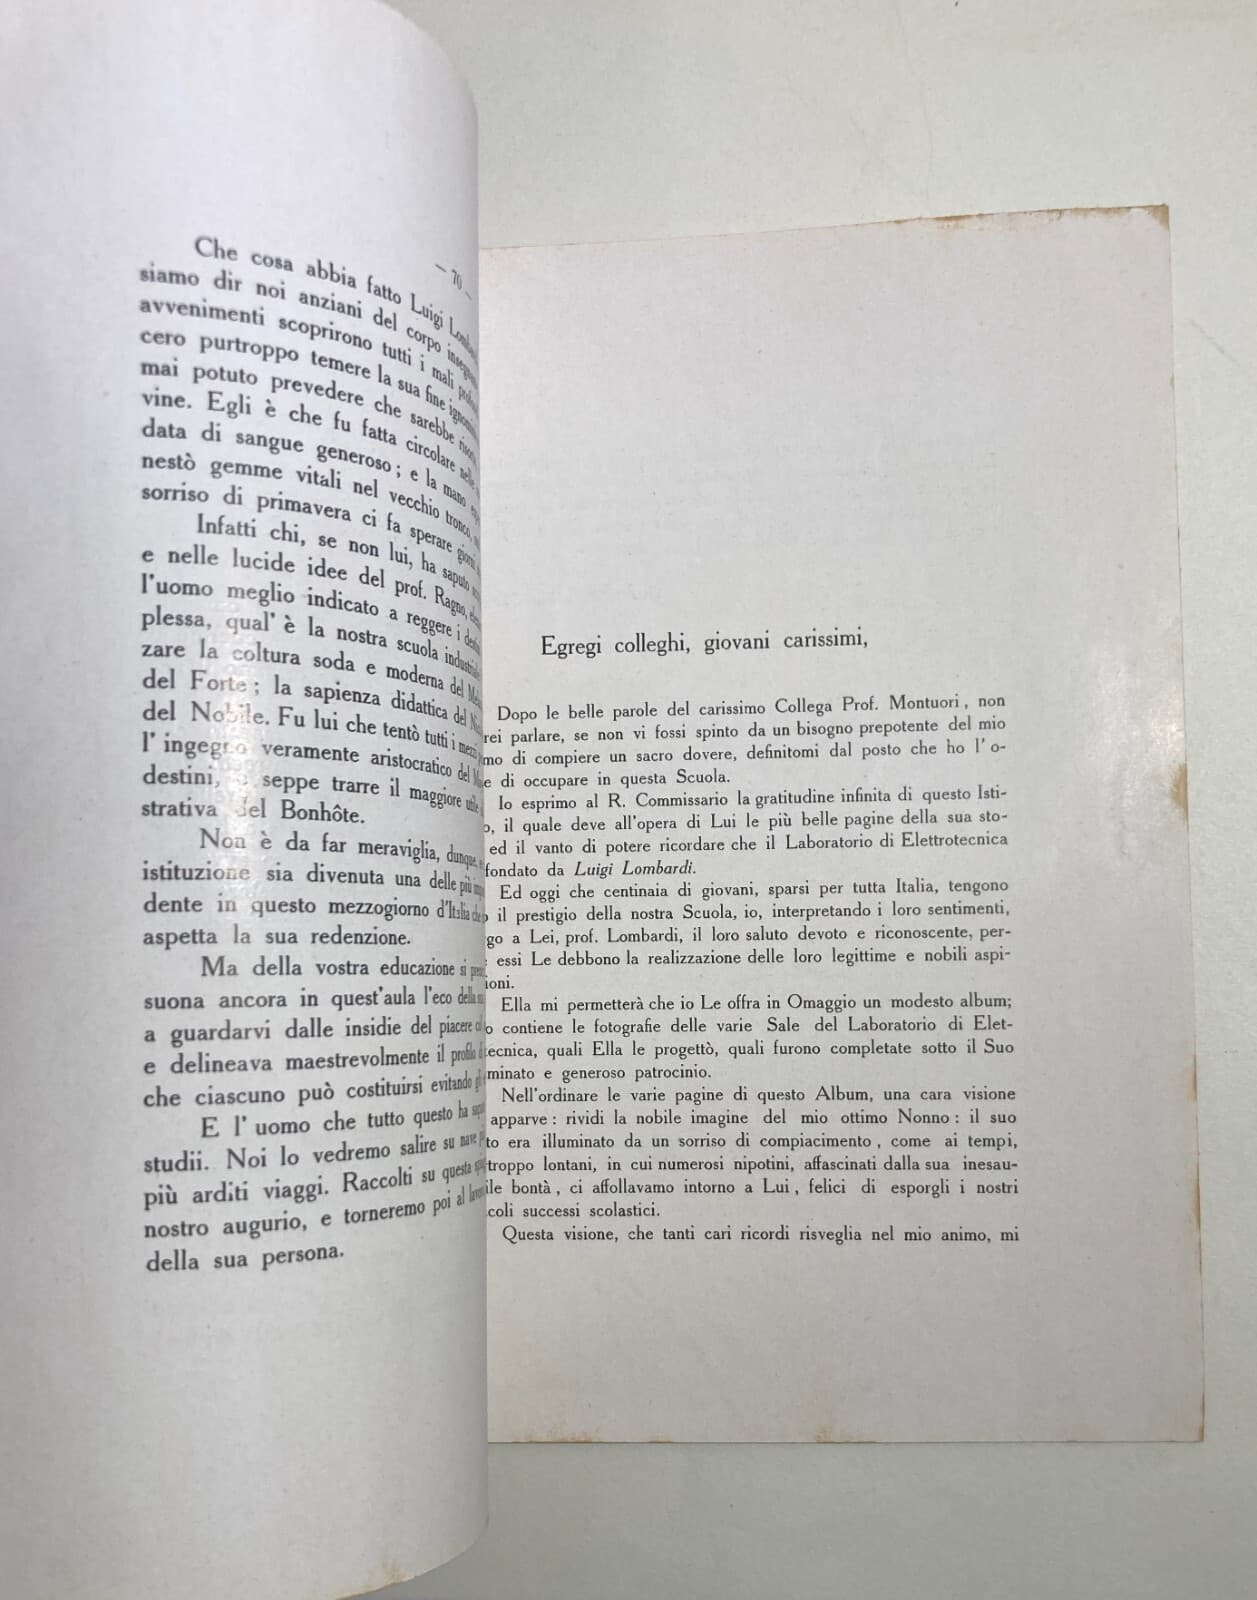 — 70 —
Che cosa abbia fatto Luigi
siamo dir noi anziani del corpo
avvenimenti scoprirono tutti i mali
cero purtroppo temere la sua fine
mai potuto prevedere che sarebbe
vine. Egli è che fu fatta circolare nelle
data di sangue generoso; e la mano
nestò gemme vitali nel vecchio tronco,
sorriso di primavera ci fa sperare giorni
Infatti chi, se non lui, ha saputo
e nelle lucide idee del prof. Ragno,
l'uomo meglio indicato a reggere i
plessa, qual' è la nostra scuola
zare la coltura soda e moderna del
del Forte; la sapienza didattica del
del Nobile. Fu lui che tentò tutti i mezzi
l' ingegno veramente aristocratico del
destini, seppe trarre il maggiore utile
strativa del Bonhôte.
Non è da far meraviglia, dunque,
istituzione sia divenuta una delle più
dente in questo mezzogiorno d'Italia che
aspetta la sua redenzione.
Ma della vostra educazione si
suona ancora in quest'aula l'eco della
a guardarvi dalle insidie del piacere
e delineava maestrevolmente il profilo
che ciascuno può costituirsi evitando
E l' uomo che tutto questo ha
studii. Noi lo vedremo salire su nave
più arditi viaggi. Raccolti su questa
nostro augurio, e torneremo poi al
della sua persona.
Egregi colleghi, giovani carissimi,
Dopo le belle parole del carissimo Collega Prof. Montuori, non
rei parlare, se non vi fossi spinto da un bisogno prepotente del mio
mo di compiere un sacro dovere, definitomi dal posto che ho l' o-
e di occupare in questa Scuola.
Io esprimo al R. Commissario la gratitudine infinita di questo Isti-
o, il quale deve all'opera di Lui le più belle pagine della sua sto-
ed il vanto di potere ricordare che il Laboratorio di Elettrotecnica
fondato da Luigi Lombardi.
Ed oggi che centinaia di giovani, sparsi per tutta Italia, tengono
o il prestigio della nostra Scuola, io, interpretando i loro sentimenti,
go a Lei, prof. Lombardi, il loro saluto devoto e riconoscente, per-
essi Le debbono la realizzazione delle loro legittime e nobili aspi-
ioni.
Ella mi permetterà che io Le offra in Omaggio un modesto album;
o contiene le fotografie delle varie Sale del Laboratorio di Elet-
tecnica, quali Ella le progettò, quali furono completate sotto il Suo
minato e generoso patrocinio.
Nell'ordinare le varie pagine di questo Album, una cara visione
apparve: rividi la nobile imagine del mio ottimo Nonno: il suo
to era illuminato da un sorriso di compiacimento, come ai tempi,
troppo lontani, in cui numerosi nipotini, affascinati dalla sua inesau-
ile bontà, ci affollavamo intorno a Lui, felici di esporgli i nostri
coli successi scolastici.
Questa visione, che tanti cari ricordi risveglia nel mio animo, mi